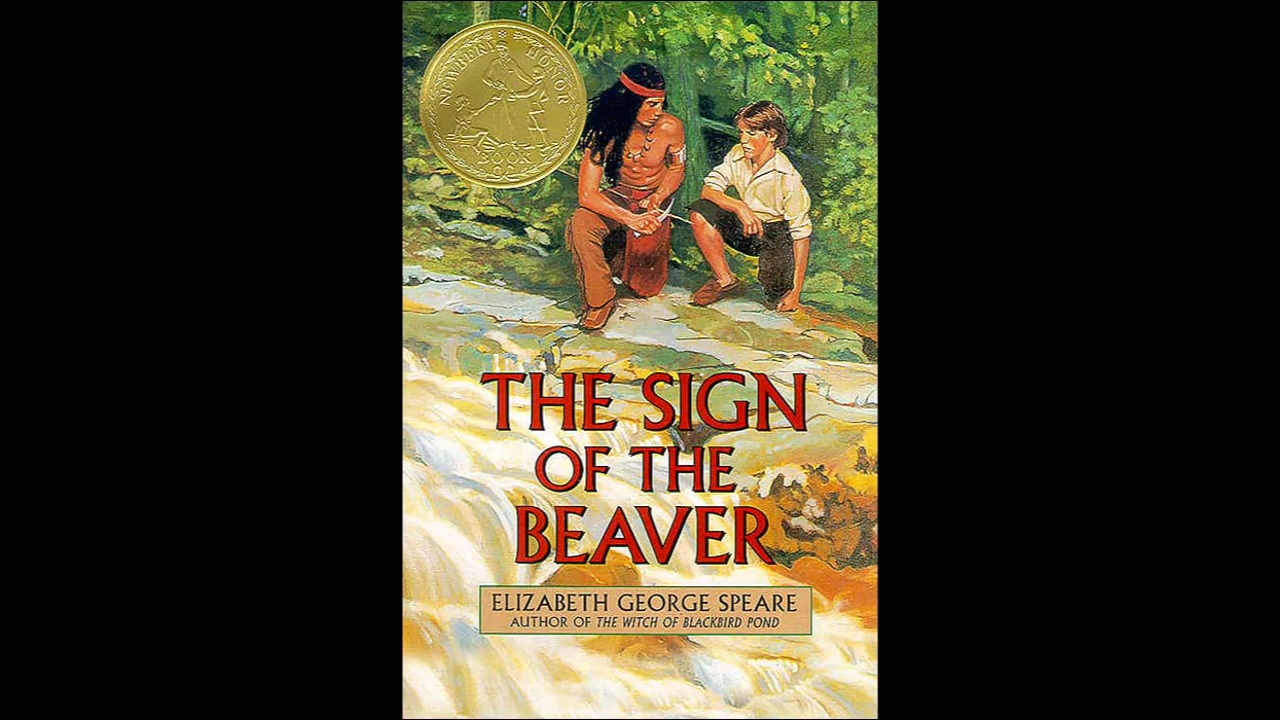 NEWBERY HONOR
BOOK
THE SIGN
OF THE
BEAVER
ELIZABETH GEORGE SPEARE
AUTHOR OF THE WITCH OF BLACKBIRD POND